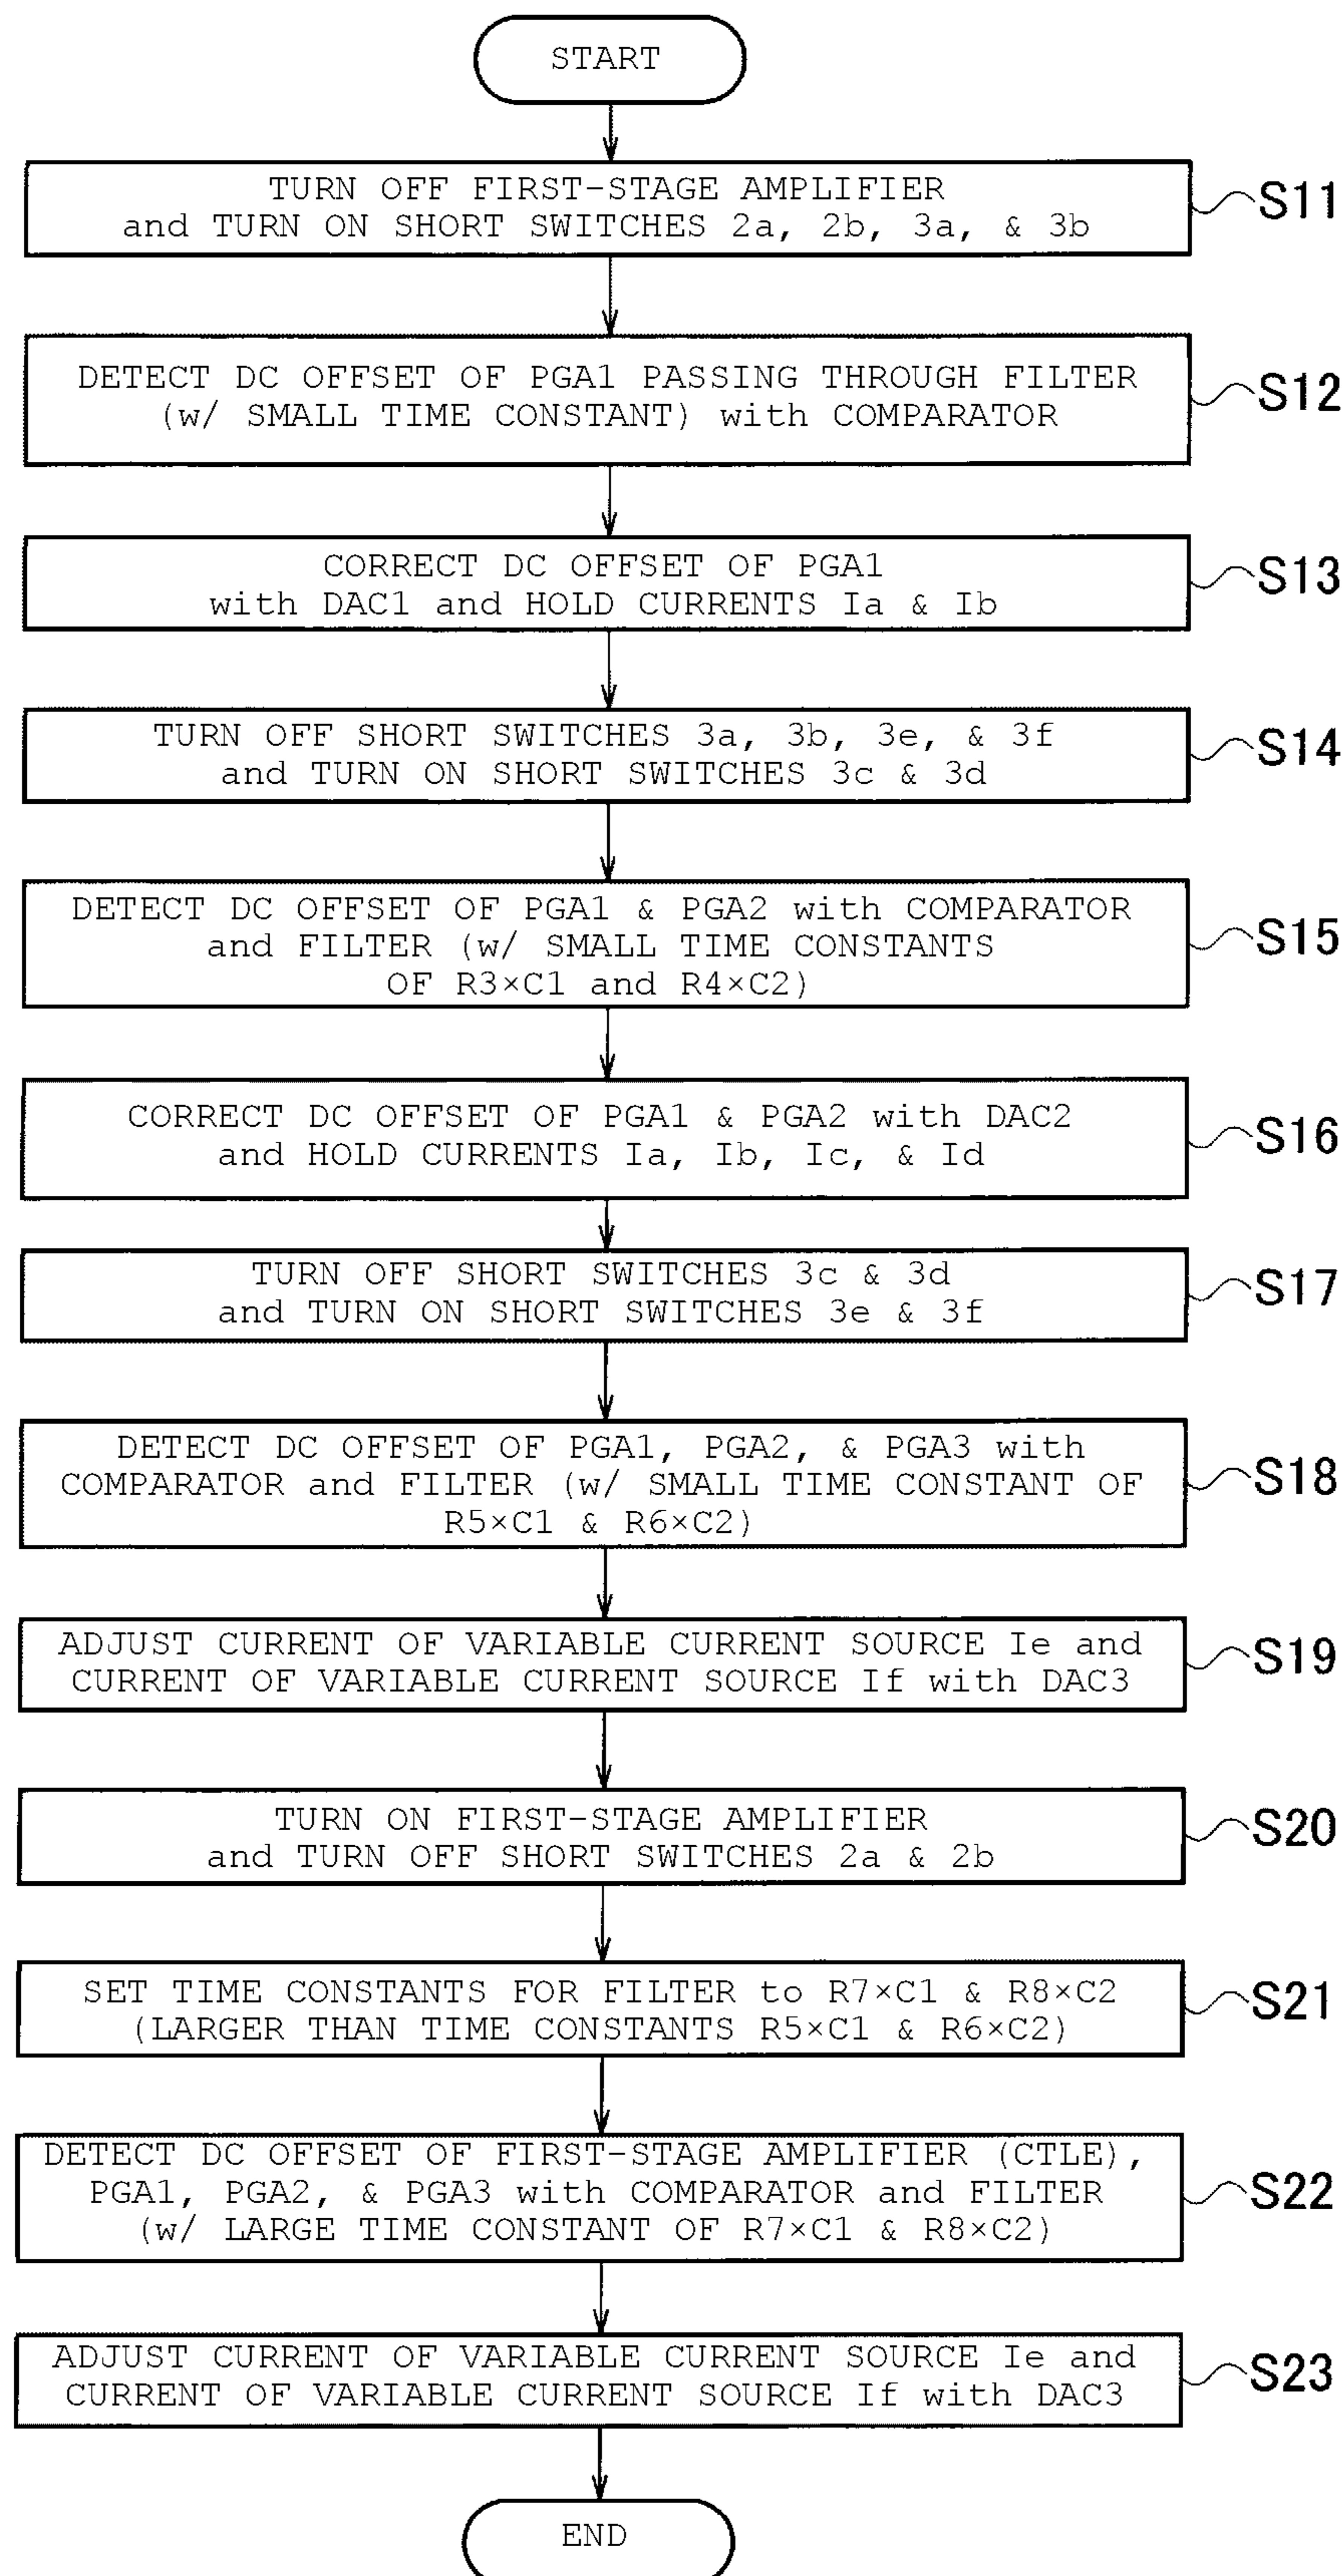 START
TURN OFF FIRST-STAGE AMPLIFIER
and TURN ON SHORT SWITCHES 2a, 2b, 3a, & 3b
S11
DETECT DC OFFSET OF PGA1 PASSING THROUGH FILTER
(w/ SMALL TIME CONSTANT) with COMPARATOR
S12
CORRECT DC OFFSET OF PGA1
with DAC1 and HOLD CURRENTS Ia & Ib
S13
TURN OFF SHORT SWITCHES 3a, 3b, 3e, & 3f
and TURN ON SHORT SWITCHES 3c & 3d
S14
DETECT DC OFFSET OF PGA1 & PGA2 with COMPARATOR
and FILTER (w/ SMALL TIME CONSTANTS
OF R3×C1 and R4×C2)
S15
CORRECT DC OFFSET OF PGA1 & PGA2 with DAC2
and HOLD CURRENTS Ia, Ib, Ic, & Id
S16
TURN OFF SHORT SWITCHES 3c & 3d
and TURN ON SHORT SWITCHES 3e & 3f
S17
DETECT DC OFFSET OF PGA1, PGA2, & PGA3 with
COMPARATOR and FILTER (w/ SMALL TIME CONSTANT OF
R5×C1 & R6×C2)
S18
ADJUST CURRENT OF VARIABLE CURRENT SOURCE Ie and
CURRENT OF VARIABLE CURRENT SOURCE If with DAC3
S19
TURN ON FIRST-STAGE AMPLIFIER
and TURN OFF SHORT SWITCHES 2a & 2b
S20
SET TIME CONSTANTS FOR FILTER to R7×C1 & R8×C2
(LARGER THAN TIME CONSTANTS R5×C1 & R6×C2)
S21
DETECT DC OFFSET OF FIRST-STAGE AMPLIFIER (CTLE),
PGA1, PGA2, & PGA3 with COMPARATOR and FILTER
(w/ LARGE TIME CONSTANT OF R7×C1 & R8×C2)
S22
ADJUST CURRENT OF VARIABLE CURRENT SOURCE Ie and
CURRENT OF VARIABLE CURRENT SOURCE If with DAC3
S23
END